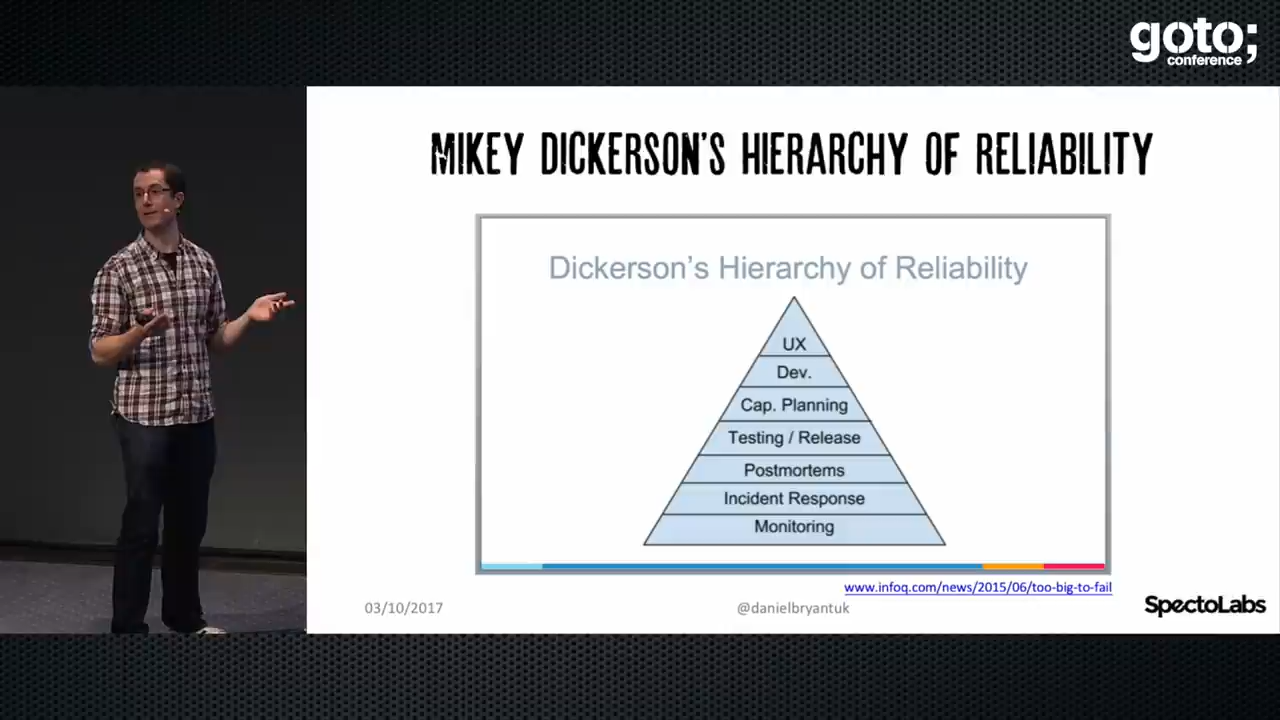 goto;
conference
MIKEY DICKERSON'S HIERARCHY OF RELIABILITY
Dickerson's Hierarchy of Reliability
UX
Dev.
Cap. Planning
Testing / Release
Postmortems
Incident Response
Monitoring
www.infoq.com/news/2015/06/too-big-to-fail
03/10/2017
@danielbryantuk
SpectoLabs